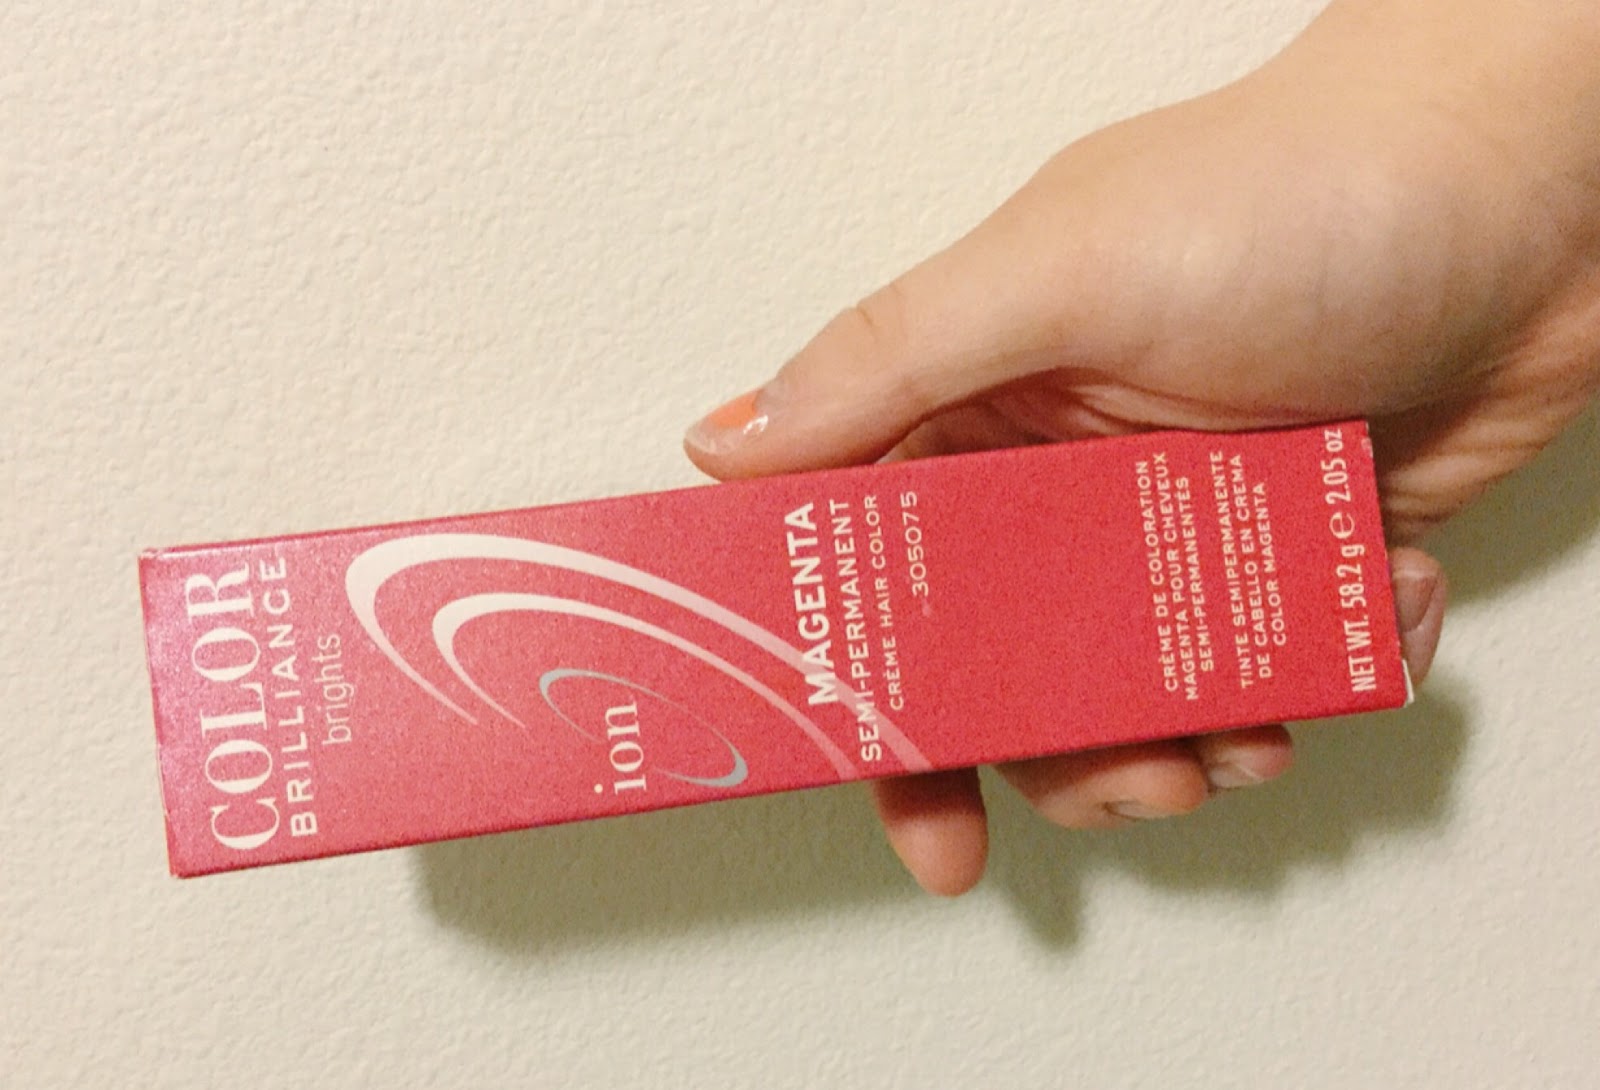 COLOR
BRILLIANCE
brights
ion
MAGENTA
SEMI-PERMANENT
CRÈME HAIR COLOR
305075
CRÈME DE COLORATION
MAGENTA POUR CHEVEUX
SEMI-PERMANENTÉS
TINTE SEMIPERMANENTE
DE CABELLO EN CREMA
COLOR MAGENTA
NET WT. 58.2 g ℮ 2.05 oz